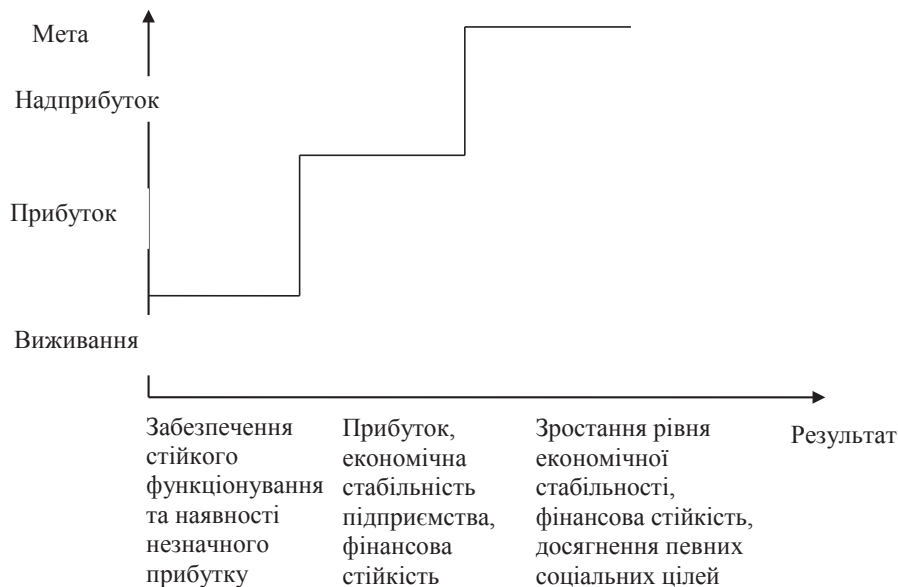 Мета
Надприбуток
Прибуток
Виживання
Забезпечення
стійкого
функціонування
та наявності
незначного
прибутку
Прибуток,
економічна
стабільність
підприємства,
фінансова
стійкість
Зростання рівня
економічної
стабільності,
фінансова стійкість,
досягнення певних
соціальних цілей
Результат